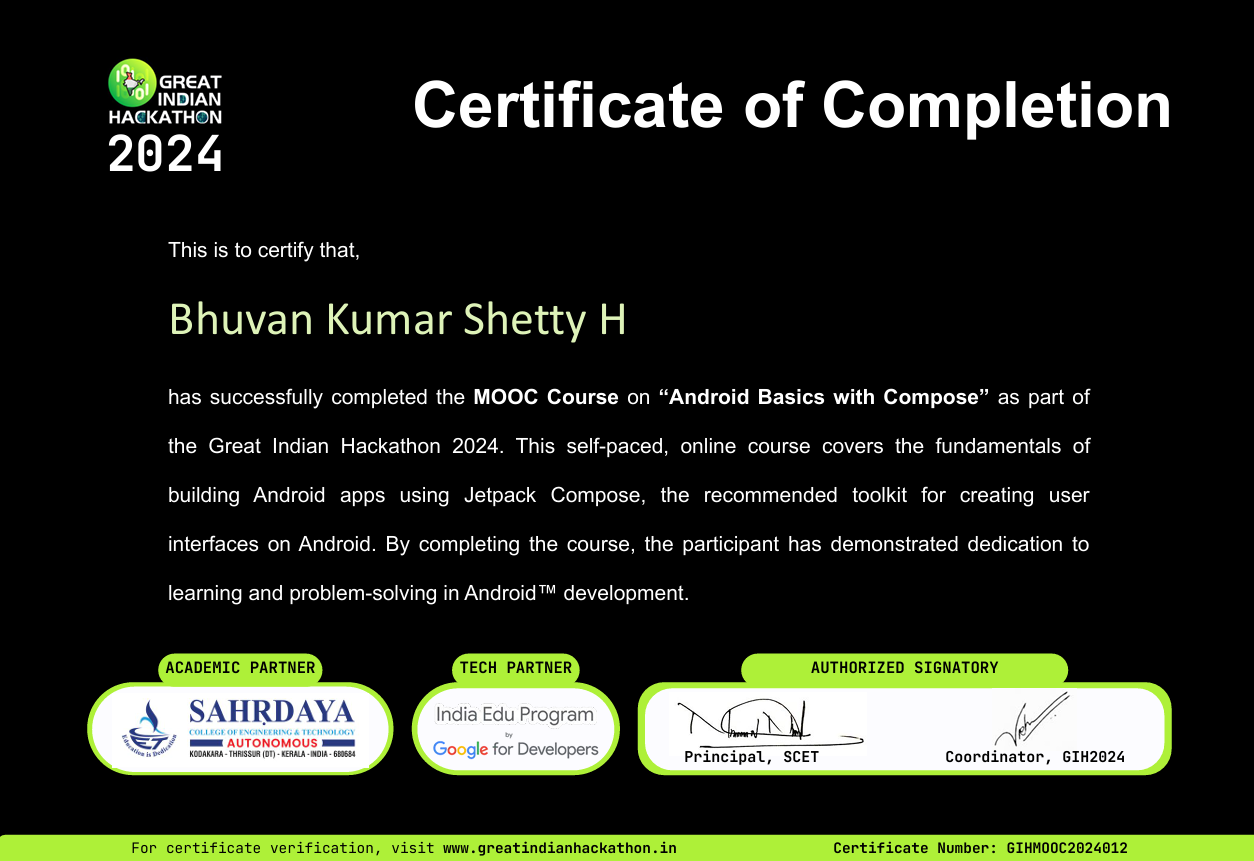 GREAT
INDIAN
HACKATHON
2024
Certificate of Completion
This is to certify that,
Bhuvan Kumar Shetty H
has successfully completed the MOOC Course on “Android Basics with Compose” as part of
the Great Indian Hackathon 2024. This self-paced, online course covers the fundamentals of
building Android apps using Jetpack Compose, the recommended toolkit for creating user
interfaces on Android. By completing the course, the participant has demonstrated dedication to
learning and problem-solving in Android™ development.
ACADEMIC PARTNER
Education is Dedication
SAHRDAYA
COLLEGE OF ENGINEERING & TECHNOLOGY
AUTONOMOUS
KODAKARA - THRISSUR (DT) - KERALA - INDIA - 680684
TECH PARTNER
India Edu Program
by
Google for Developers
AUTHORIZED SIGNATORY
Principal, SCET
Coordinator, GIH2024
For certificate verification, visit www.greatindianhackathon.in
Certificate Number: GIHMOOC2024012